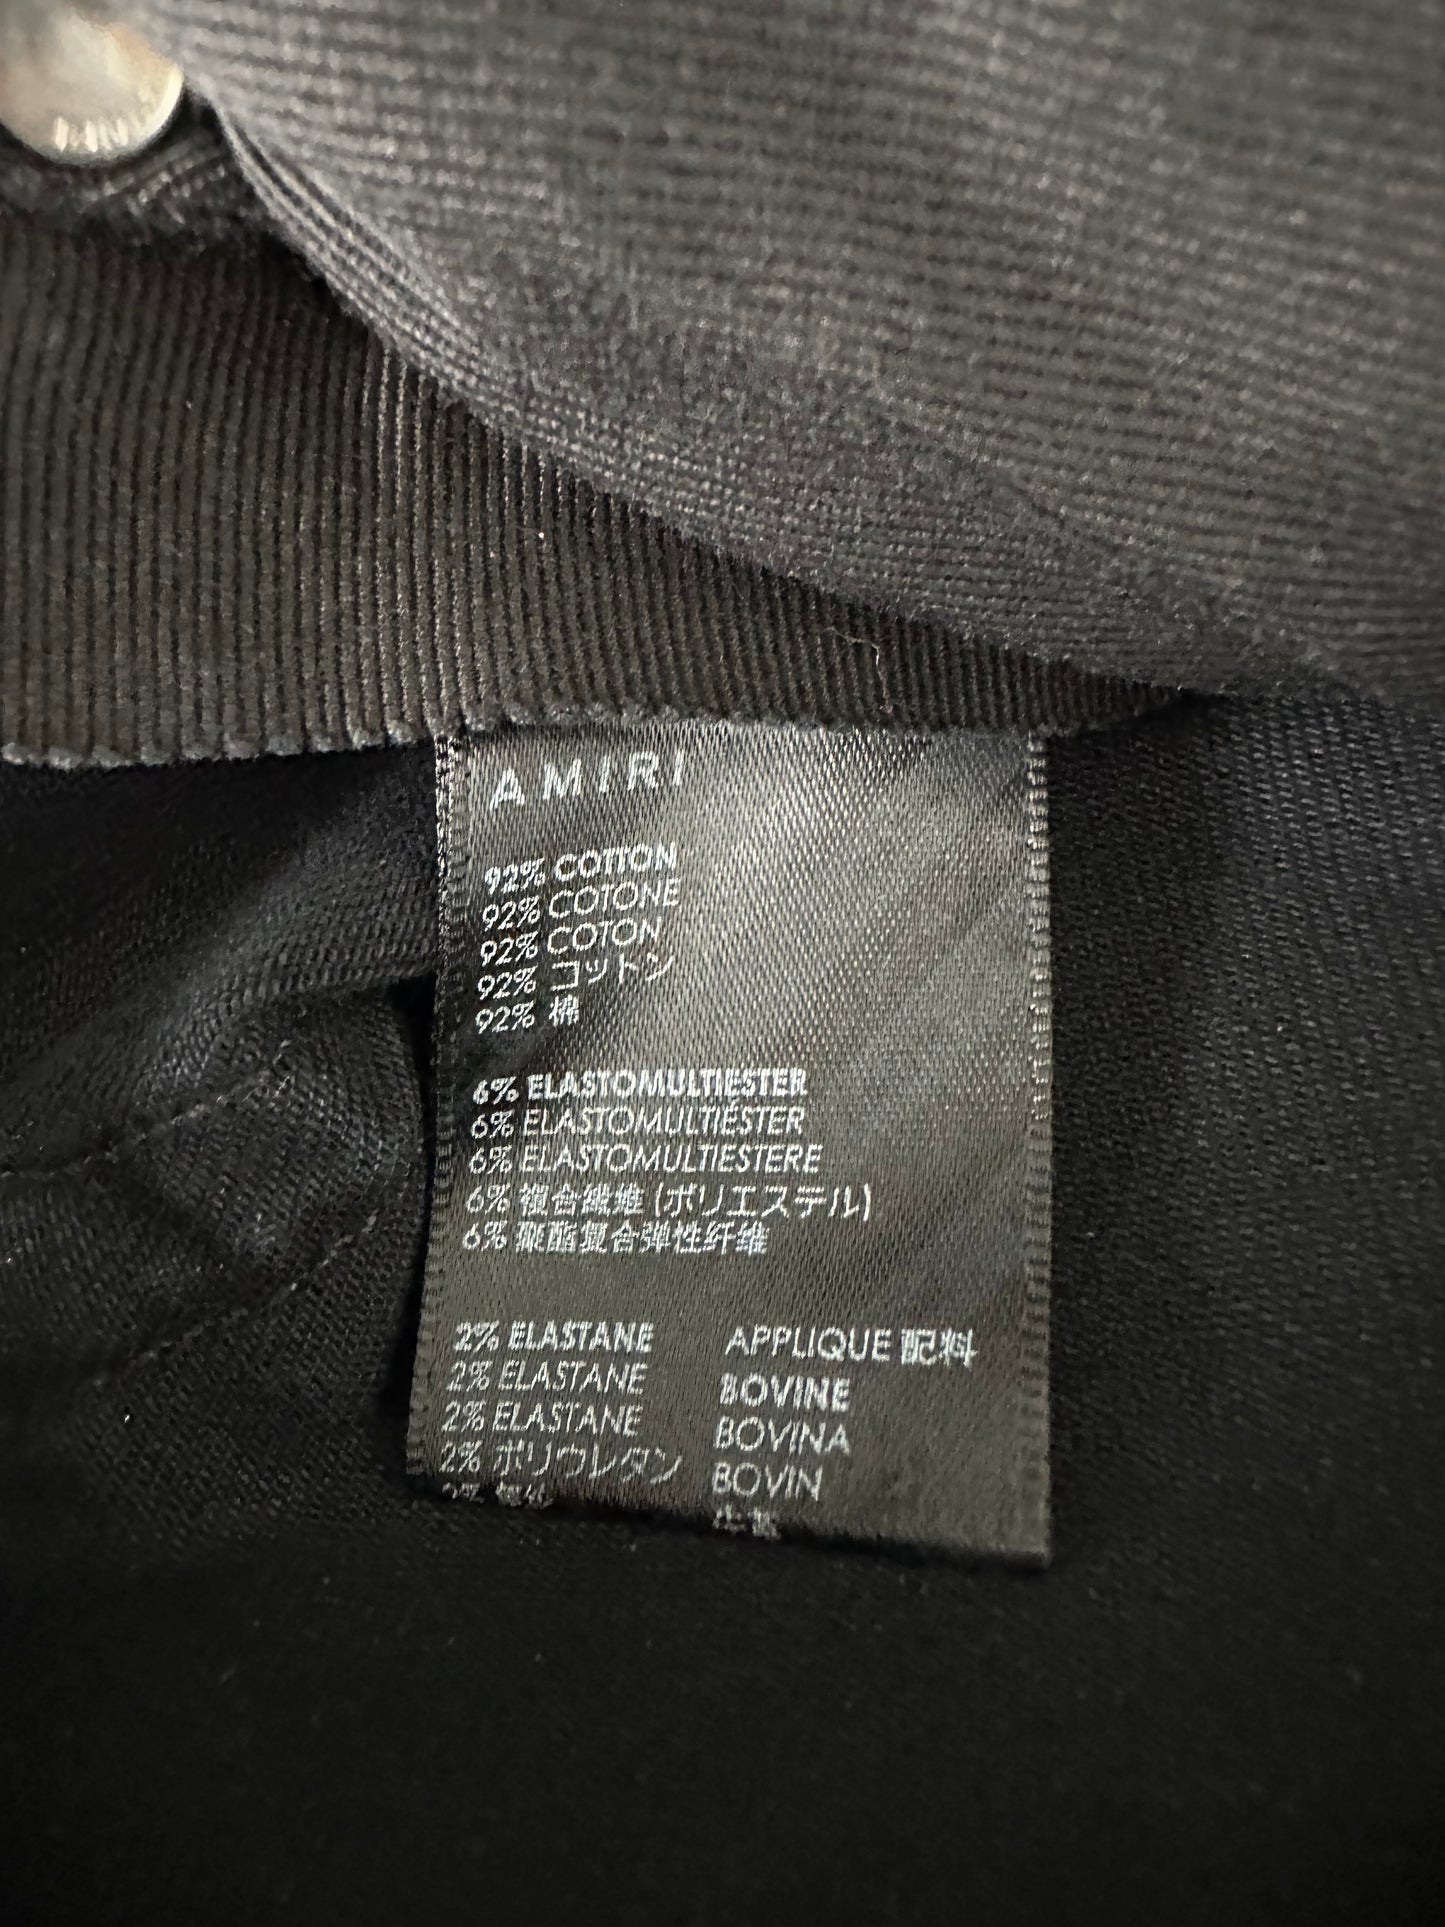 AMIRI
92% COTTON
92% COTONE
92% COTON
92% コットン
92% 棉
6% ELASTOMULTIESTER
6% ELASTOMULTIÉSTER
6% ELASTOMULTIESTERE
6% 複合繊維 (ポリエステル)
6% 聚酯复合弹性纤维
2% ELASTANE
2% ELASTANE
2% ELASTANE
2% ポリウレタン
2%
APPLIQUE 配料
BOVINE
BOVINA
BOVIN